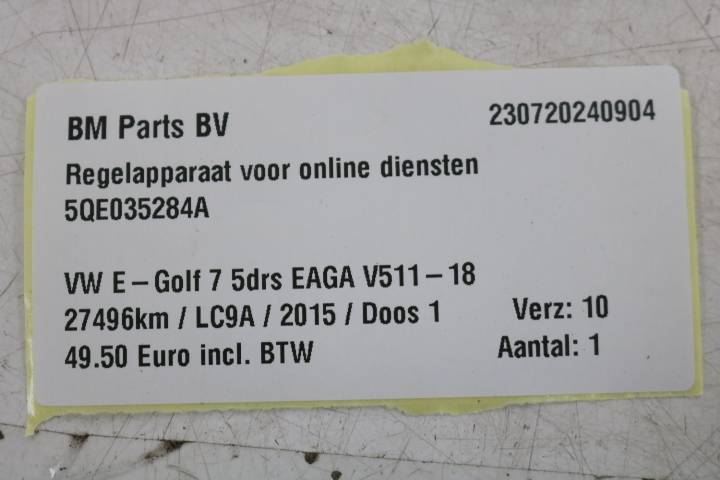 BM Parts BV 230720240904
Regelapparaat voor online diensten
5QE035284A
VW E-Golf 7 5drs EAGA V511-18
27496km / LC9A / 2015 / Doos 1 Verz: 10
49.50 Euro incl. BTW Aantal: 1